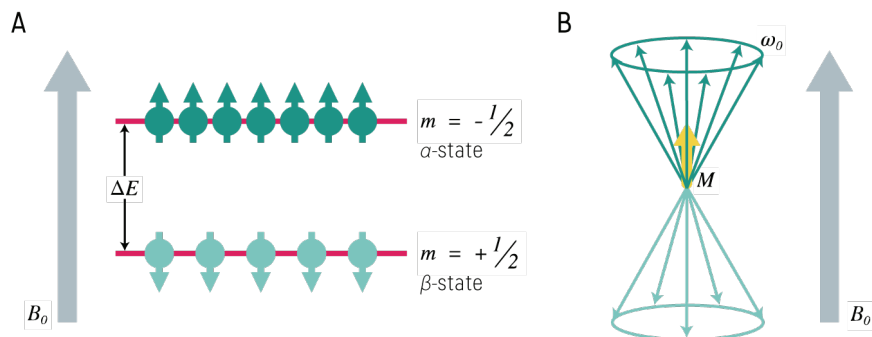 A
B
ω₀
m = - 1/2
α-state
ΔE
M
m = + 1/2
β-state
B₀
B₀